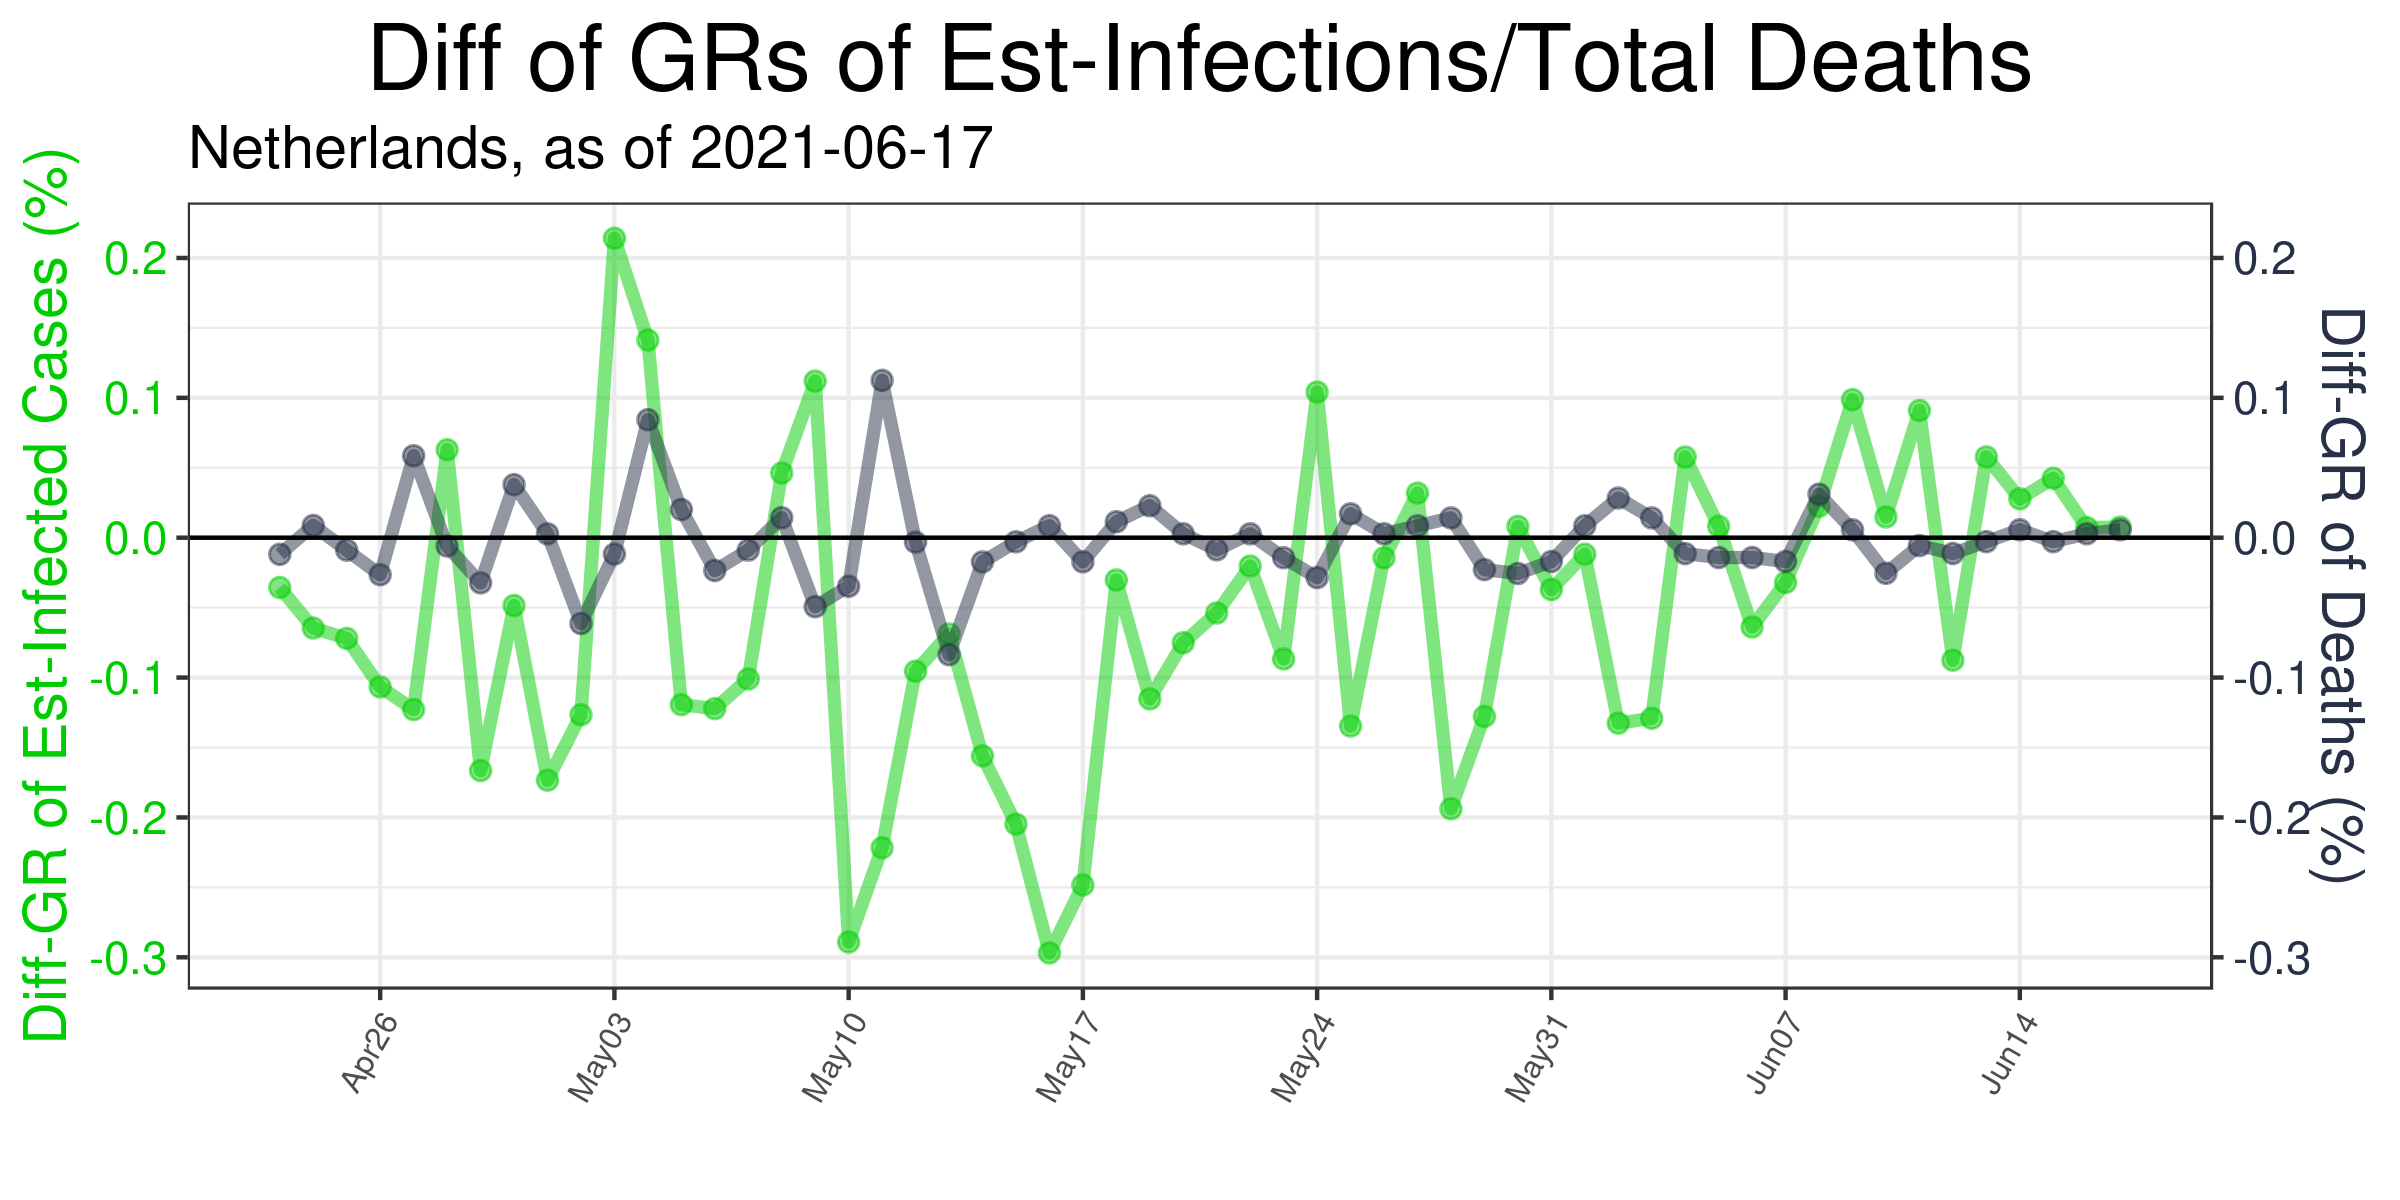 Diff of GRs of Est-Infections/Total Deaths
Netherlands, as of 2021-06-17
Diff-GR of Est-Infected Cases (%)
0.2
0.1
0.0
-0.1
-0.2
-0.3
0.2
0.1
0.0
-0.1
-0.2
-0.3
Diff-GR of Deaths (%)
Apr26
May03
May10
May17
May24
May31
Jun07
Jun14